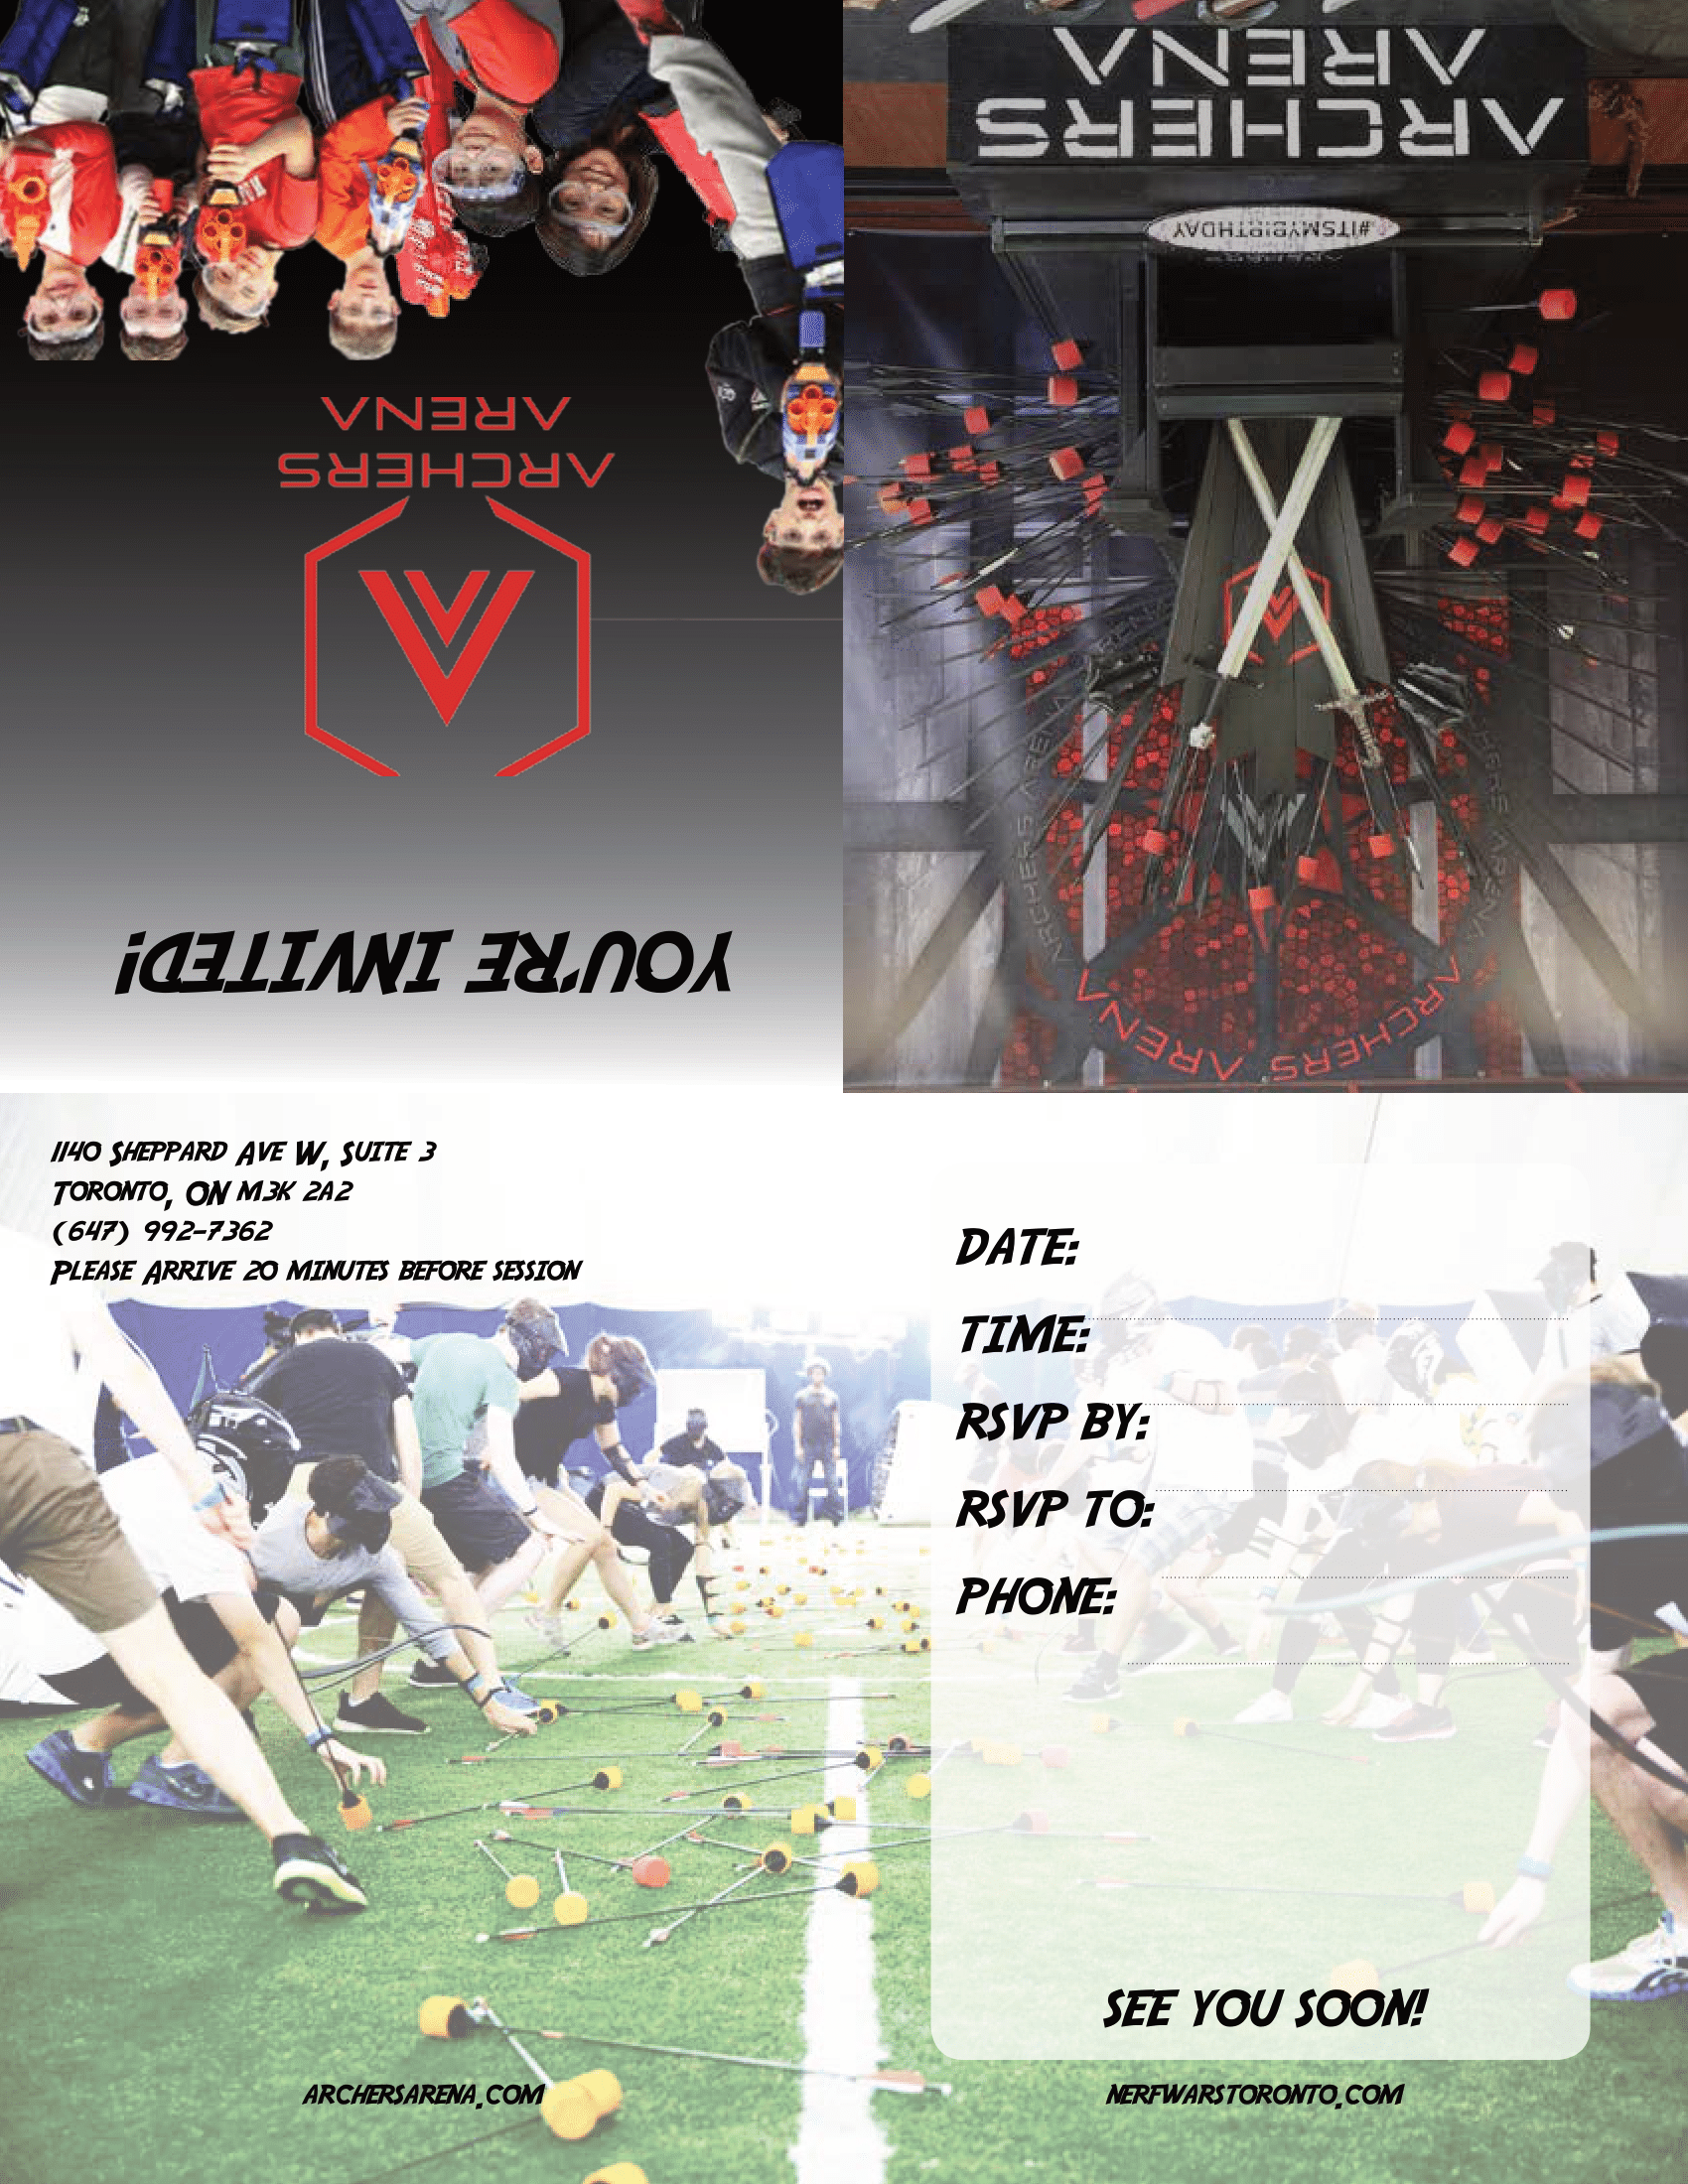 ARCHERS
ARENA
YOU'RE INVITED!
ARCHERS
ARENA
#ITSMYBIRTHDAY
ARCHERS ARENA
ARCHERS ARENA
ARCHERS ARENA
1140 Sheppard Ave W, Suite 3
Toronto, ON M3K 2A2
(647) 992-7362
Please Arrive 20 minutes before session
DATE:
TIME:
RSVP BY:
RSVP TO:
PHONE:
SEE YOU SOON!
ARCHERSARENA.COM
NERFWARSTORONTO.COM